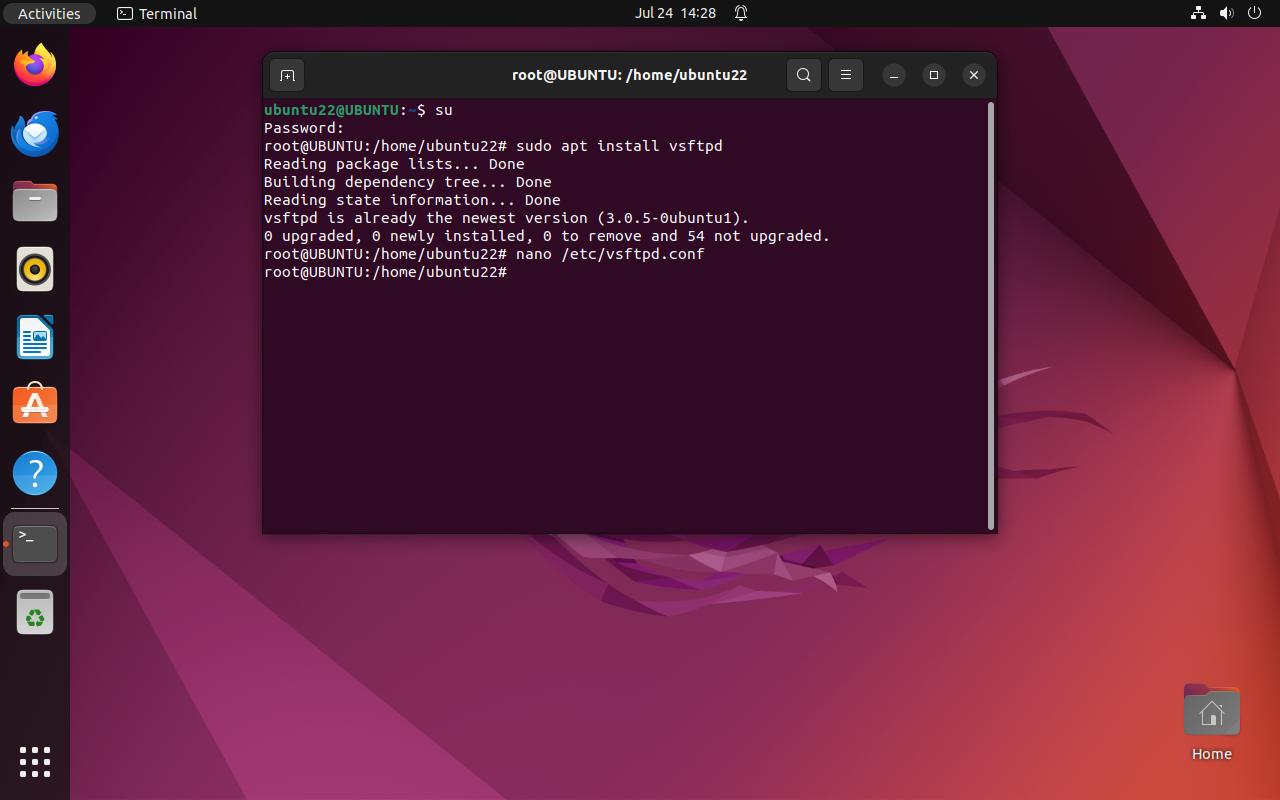 Activities
Terminal
Jul 24 14:28
root@UBUNTU: /home/ubuntu22
ubuntu22@UBUNTU:~$ su
Password:
root@UBUNTU:/home/ubuntu22# sudo apt install vsftpd
Reading package lists... Done
Building dependency tree... Done
Reading state information... Done
vsftpd is already the newest version (3.0.5-0ubuntu1).
0 upgraded, 0 newly installed, 0 to remove and 54 not upgraded.
root@UBUNTU:/home/ubuntu22# nano /etc/vsftpd.conf
root@UBUNTU:/home/ubuntu22#
Home